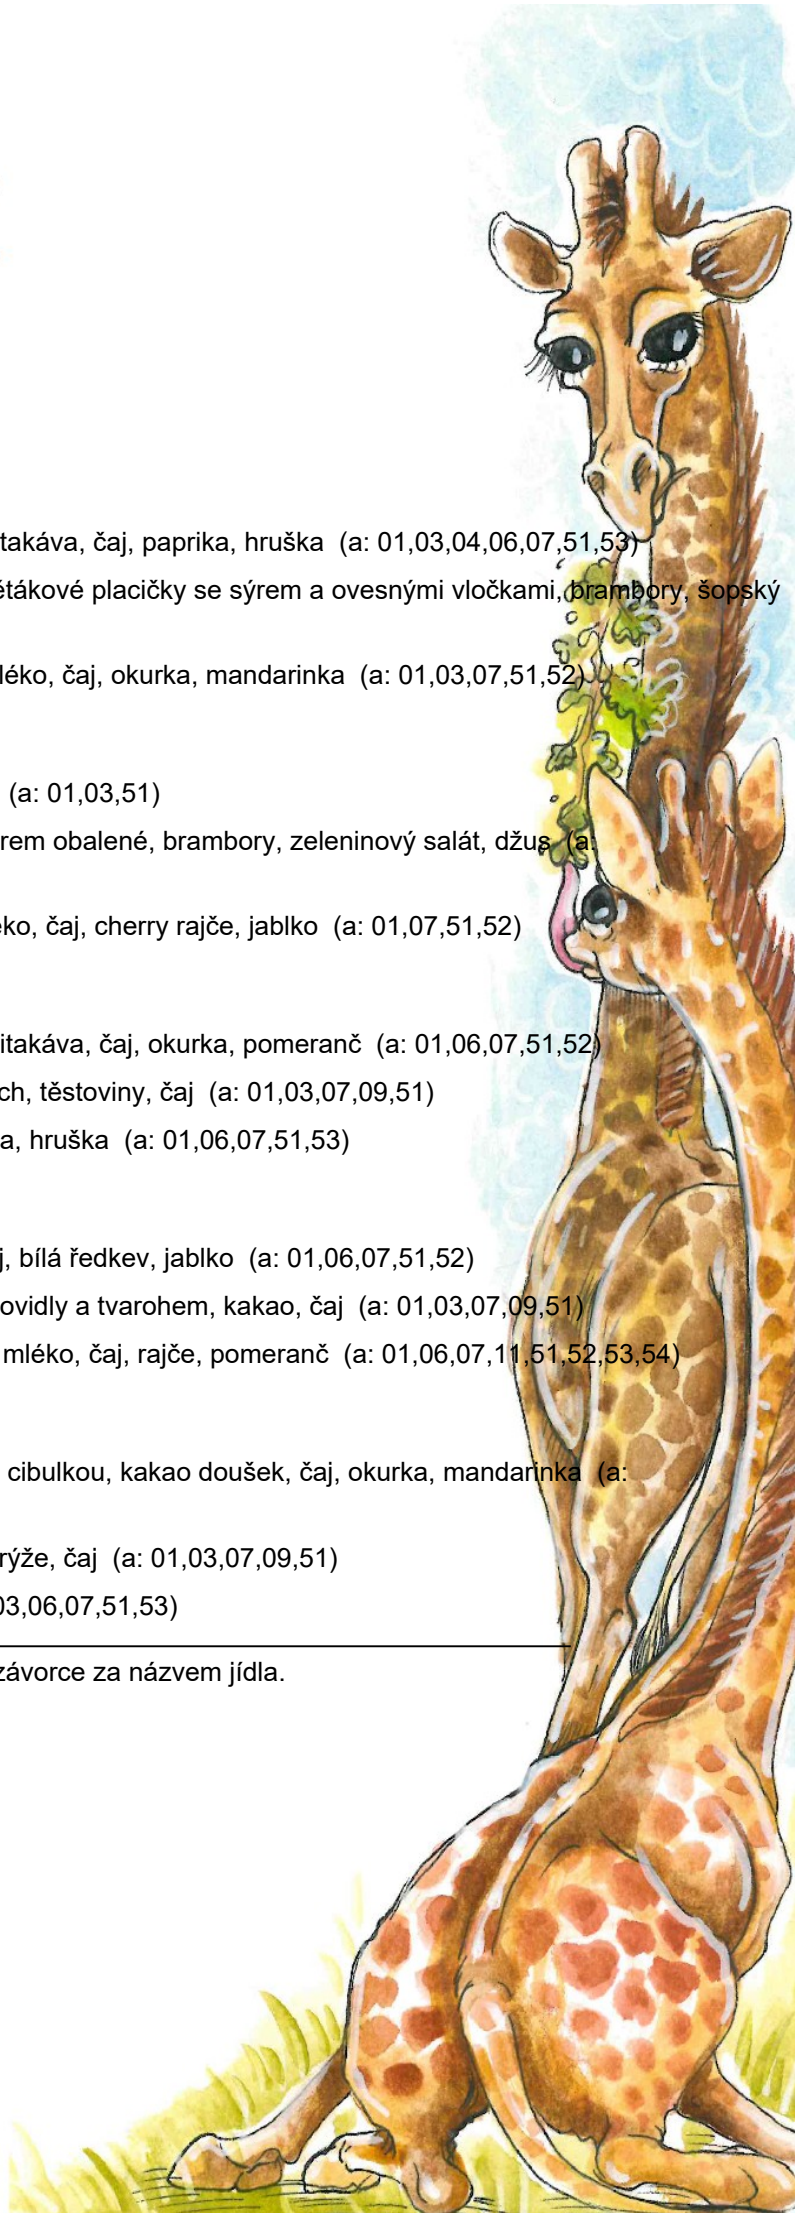 takáva, čaj, paprika, hruška (a: 01,03,04,06,07,51,53)
ětákové placičky se sýrem a ovesnými vločkami, brambory, šopský
léko, čaj, okurka, mandarinka (a: 01,03,07,51,52)
(a: 01,03,51)
rem obalené, brambory, zeleninový salát, džus (a:
éko, čaj, cherry rajče, jablko (a: 01,07,51,52)
itakáva, čaj, okurka, pomeranč (a: 01,06,07,51,52)
ch, těstoviny, čaj (a: 01,03,07,09,51)
a, hruška (a: 01,06,07,51,53)
j, bílá ředkev, jablko (a: 01,06,07,51,52)
ovidly a tvarohem, kakao, čaj (a: 01,03,07,09,51)
mléko, čaj, rajče, pomeranč (a: 01,06,07,11,51,52,53,54)
cibulkou, kakao doušek, čaj, okurka, mandarinka (a:
rýže, čaj (a: 01,03,07,09,51)
03,06,07,51,53)
závorce za názvem jídla.